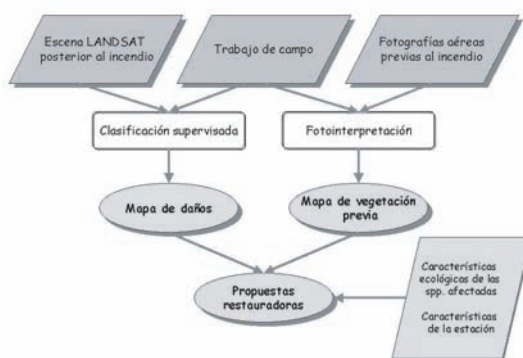 Escena LANDSAT
posterior al incendio
Trabajo de campo
Fotografías aéreas
previas al incendio
Clasificación supervisada
Fotointerpretación
Mapa de daños
Mapa de vegetación
previa
Propuestas
restauradoras
Características
ecológicas de las
spp. afectadas
Características
de la estación